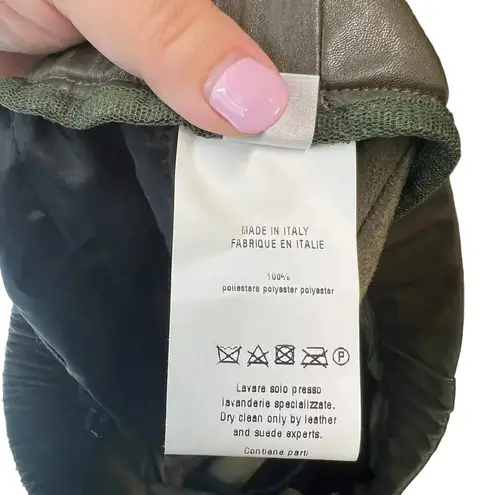 MADE IN ITALY
FABRIQUE EN ITALIE
100%
poliesters polyester polyester
P
Lavare solo presso
lavanderie specializzate.
Dry clean only by leather
and suede experts.
Contiene parti